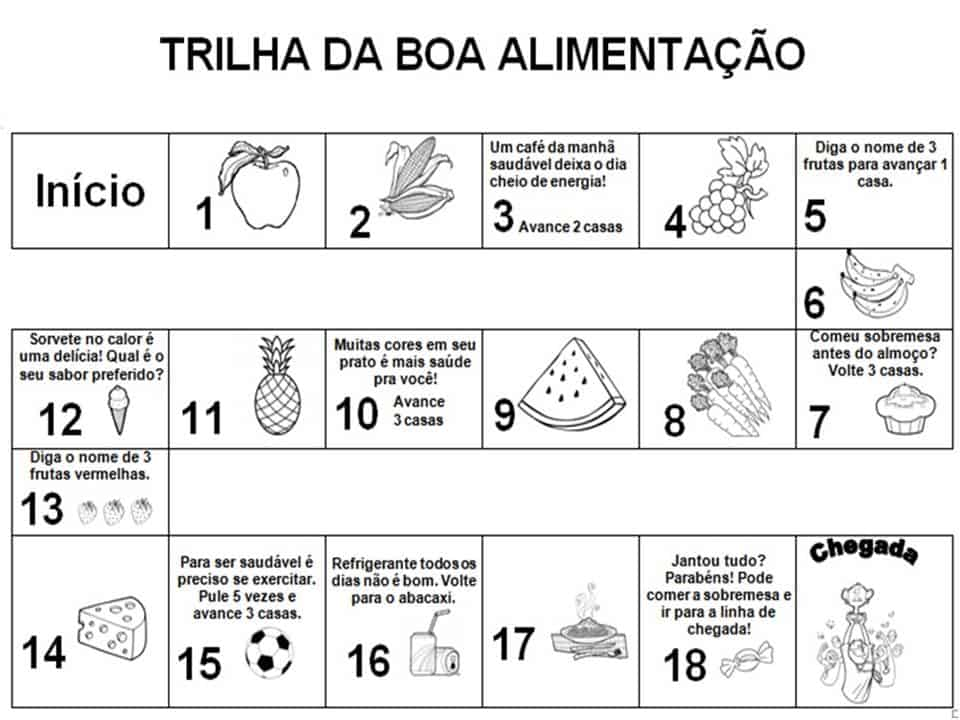 TRILHA DA BOA ALIMENTAÇÃO
Início
1
2
Um café da manhã
saudável deixa o dia
cheio de energia!
3 Avance 2 casas
4
Diga o nome de 3
frutas para avançar 1
casa.
5
6
Comeu sobremesa
antes do almoço?
Volte 3 casas.
7
8
9
Muitas cores em seu
prato é mais saúde
pra você!
10 Avance
3 casas
11
Sorvete no calor é
uma delícia! Qual é o
seu sabor preferido?
12
Diga o nome de 3
frutas vermelhas.
13
14
Para ser saudável é
preciso se exercitar.
Pule 5 vezes e
avance 3 casas.
15
Refrigerante todos os
dias não é bom. Volte
para o abacaxi.
16
17
Jantou tudo?
Parabéns! Pode
comer a sobremesa e
ir para a linha de
chegada!
18
Chegada